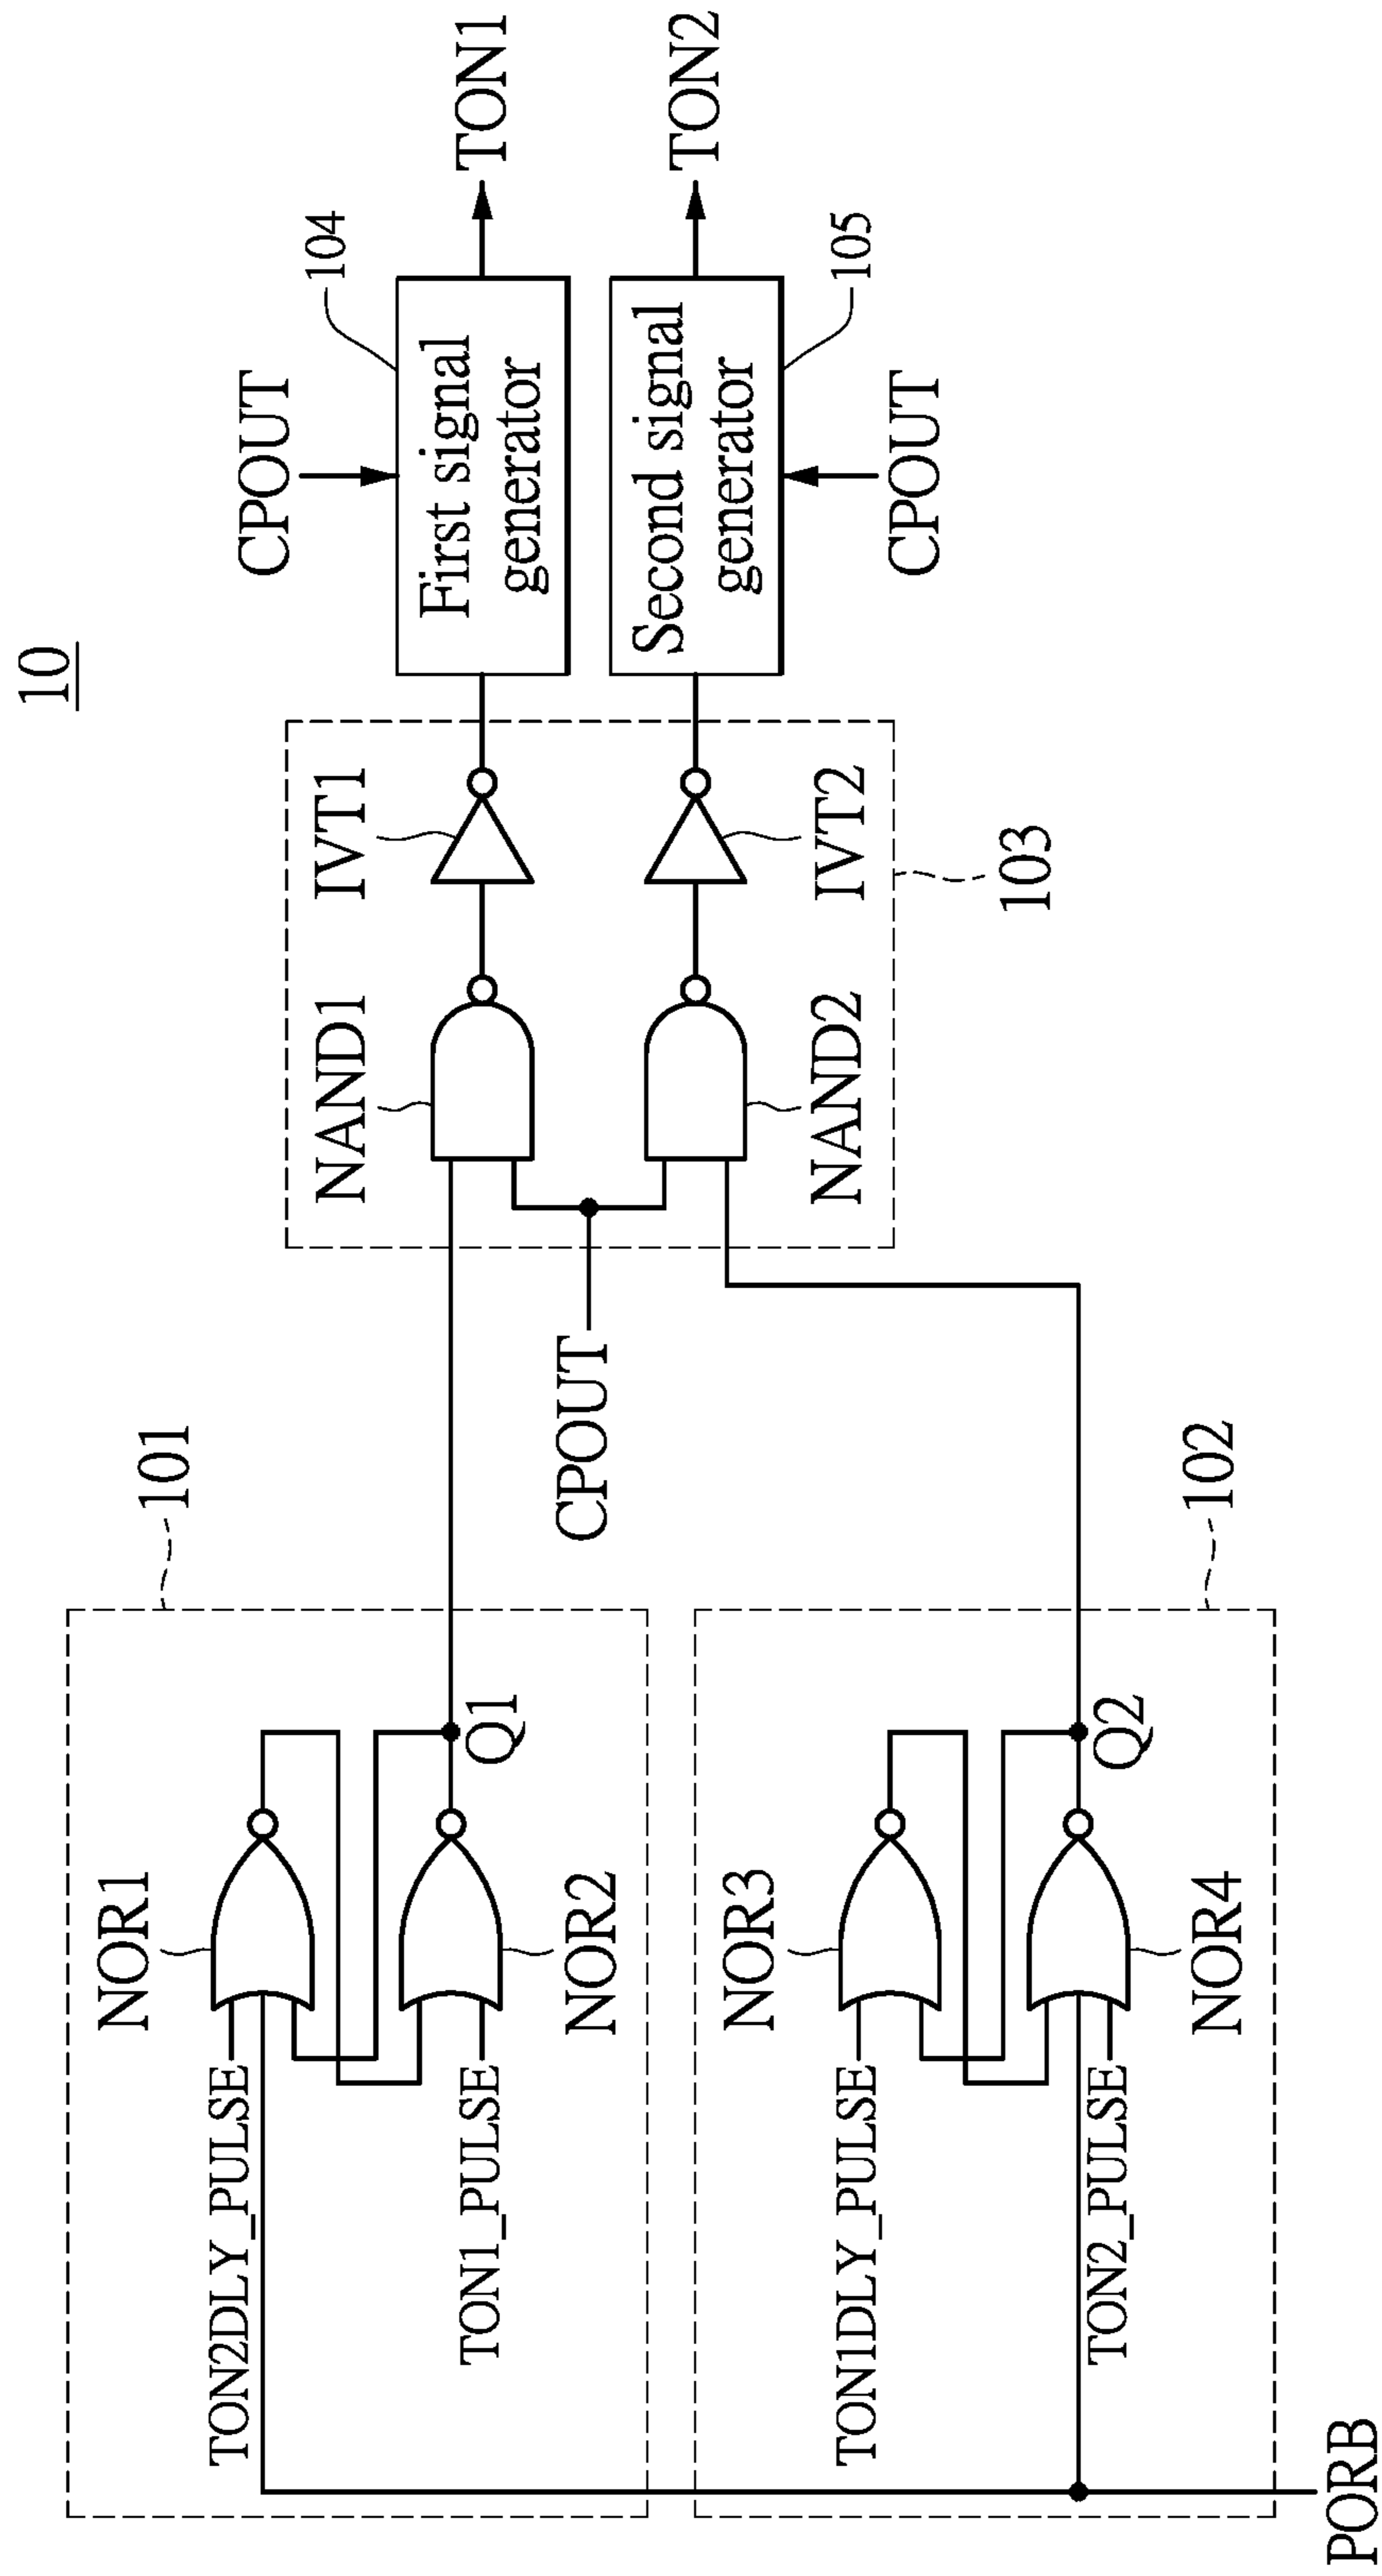 10
101
NOR1
TON2DLY_PULSE
Q1
TON1_PULSE
NOR2
102
NOR3
TON1DLY_PULSE
Q2
TON2_PULSE
NOR4
PORB
CPOUT
NAND1
IVT1
NAND2
IVT2
103
CPOUT
104
First signal
generator
TON1
Second signal
generator
TON2
105
CPOUT